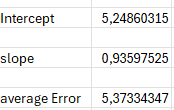 Intercept 5,24860315
slope 0,93597525
average Error 5,37334347